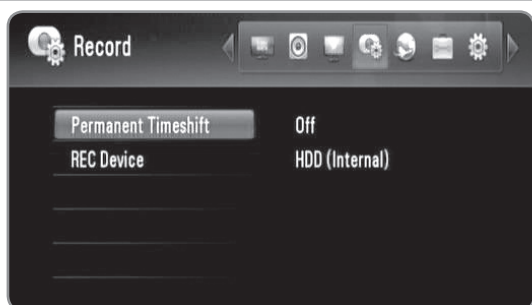 Record
Permanent Timeshift Off
REC Device HDD (Internal)